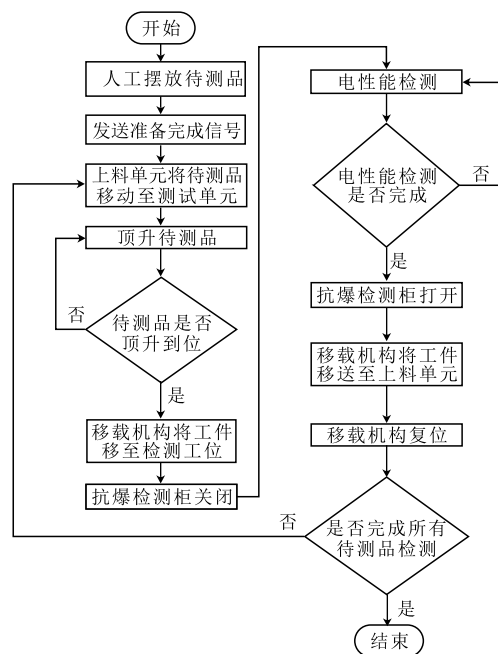 开始
人工摆放待测品
发送准备完成信号
上料单元将待测品
移动至测试单元
顶升待测品
否
待测品是否
顶升到位
是
移载机构将工件
移至检测工位
抗爆检测柜关闭
电性能检测
否
电性能检测
是否完成
是
抗爆检测柜打开
移载机构将工件
移送至上料单元
移载机构复位
否
是否完成所有
待测品检测
是
结束